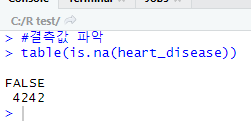 Console Terminal Jobs
C:/R test/
> #결측값 파악
> table(is.na(heart_disease))
FALSE
4242
>